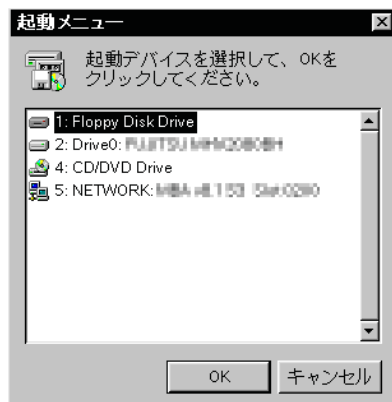 起動メニュー
起動デバイスを選択して、OKを
クリックしてください。
1: Floppy Disk Drive
2: Drive0:
4: CD/DVD Drive
5: NETWORK:
OK
キャンセル